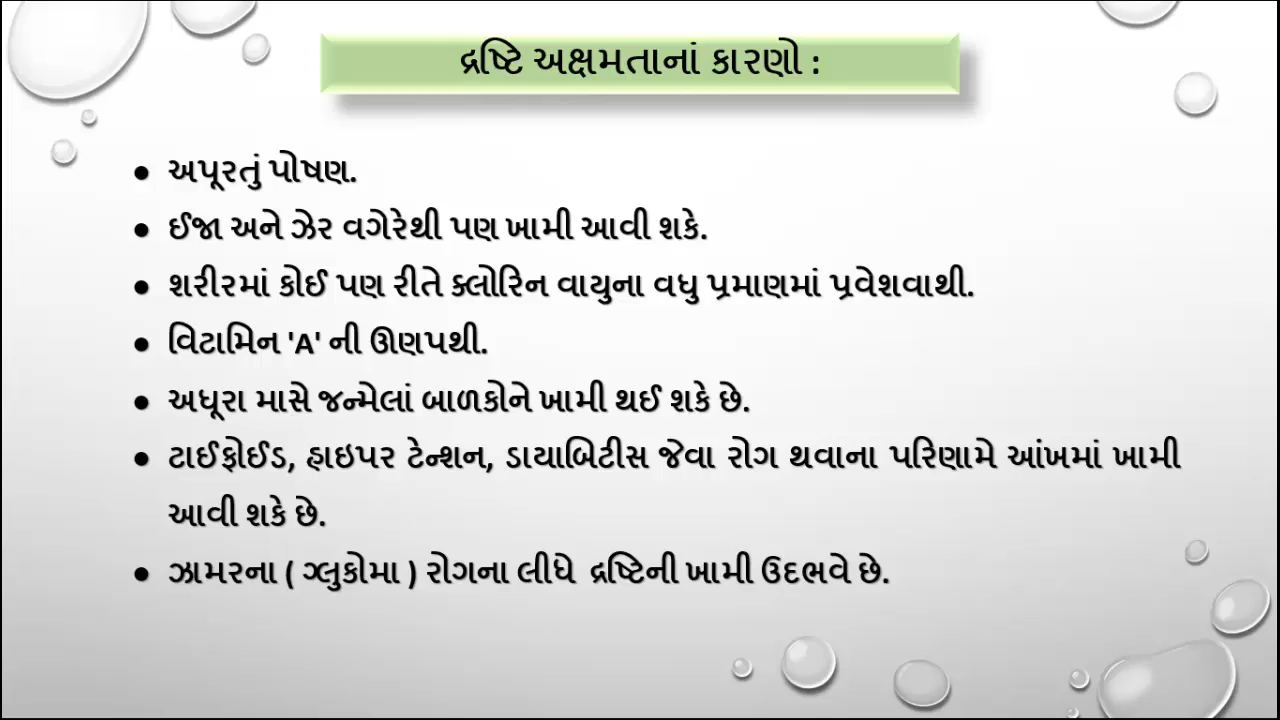 દ્રષ્ટિ અક્ષમતાનાં કારણો :
• અપૂરતું પોષણ.
• ઈજા અને ઝેર વગેરેથી પણ ખામી આવી શકે.
• શરીરમાં કોઈ પણ રીતે ક્લોરિન વાયુના વધુ પ્રમાણમાં પ્રવેશવાથી.
• વિટામિન 'A' ની ઊણપથી.
• અધૂરા માસે જન્મેલાં બાળકોને ખામી થઈ શકે છે.
• ટાઈફોઈડ, હાઇપર ટેન્શન, ડાયાબિટીસ જેવા રોગ થવાના પરિણામે આંખમાં ખામી
આવી શકે છે.
• ઝામરના ( ગ્લુકોમા ) રોગના લીધે દ્રષ્ટિની ખામી ઉદભવે છે.